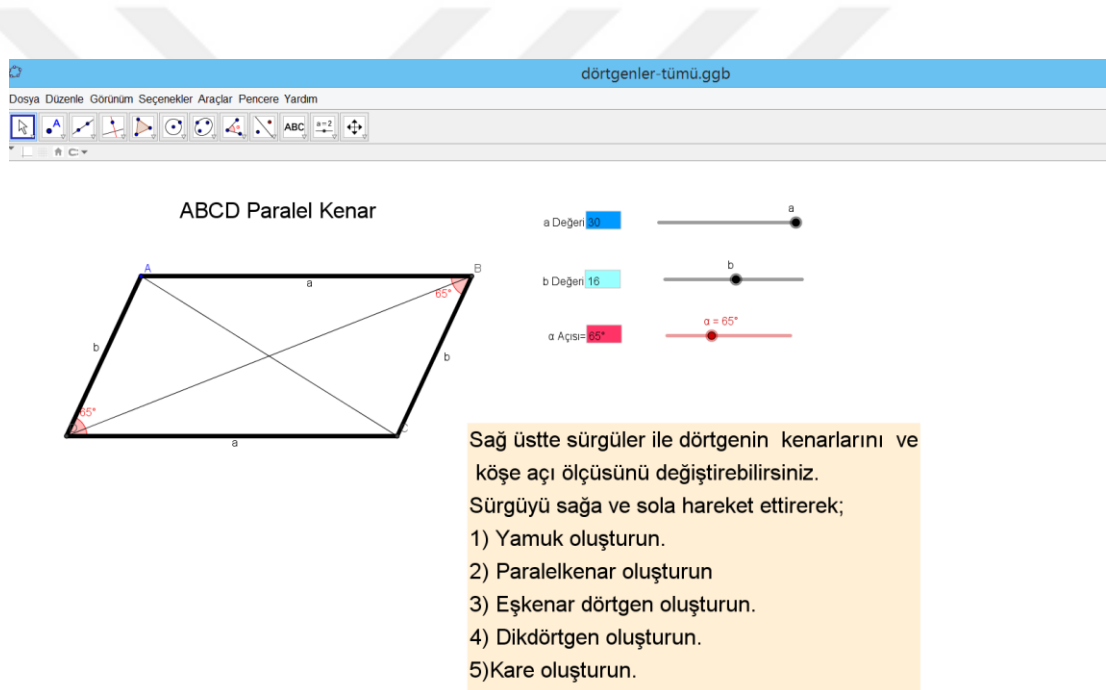 dörtgenler-tümü.ggb
Dosya Düzenle Görünüm Seçenekler Araçlar Pencere Yardım
A
ABC
a=2
ABCD Paralel Kenar
a Değeri 30
a
b Değeri 16
b
α Açısı= 65°
α = 65°
A
B
a
65°
b
b
65°
D
C
a
Sağ üstte sürgüler ile dörtgenin kenarlarını ve
köşe açı ölçüsünü değiştirebilirsiniz.
Sürgüyü sağa ve sola hareket ettirerek;
1) Yamuk oluşturun.
2) Paralelkenar oluşturun
3) Eşkenar dörtgen oluşturun.
4) Dikdörtgen oluşturun.
5)Kare oluşturun.